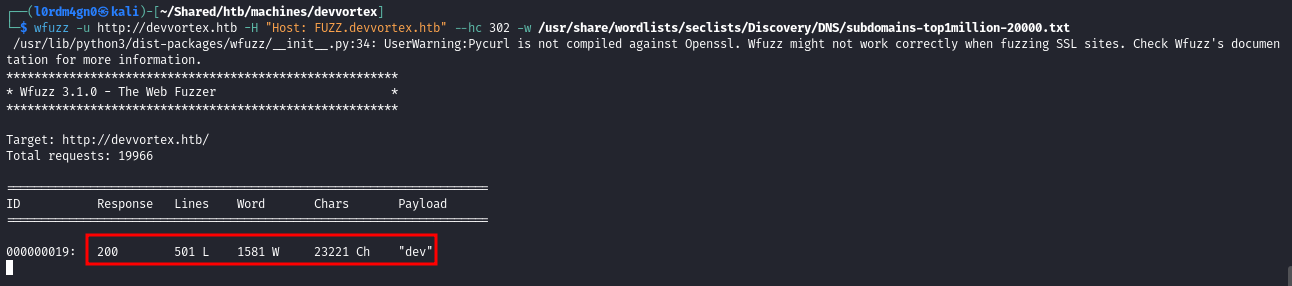 ┌──(l0rdm4gn0㉿kali)-[~/Shared/htb/machines/devvortex]
└─$ wfuzz -u http://devvortex.htb -H "Host: FUZZ.devvortex.htb" --hc 302 -w /usr/share/wordlists/seclists/Discovery/DNS/subdomains-top1million-20000.txt
/usr/lib/python3/dist-packages/wfuzz/__init__.py:34: UserWarning:Pycurl is not compiled against Openssl. Wfuzz might not work correctly when fuzzing SSL sites. Check Wfuzz's documen
tation for more information.
********************************************************
* Wfuzz 3.1.0 - The Web Fuzzer                         *
********************************************************
Target: http://devvortex.htb/
Total requests: 19966
=====================================================================
ID           Response   Lines    Word       Chars       Payload
=====================================================================
000000019:   200        501 L    1581 W     23221 Ch    "dev"